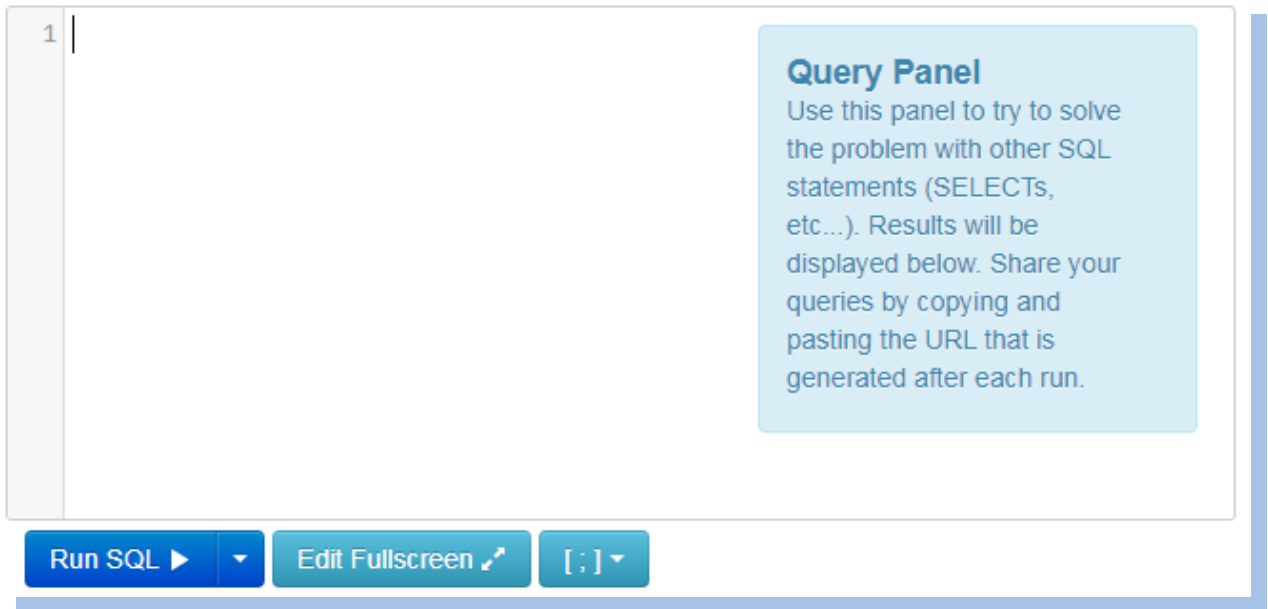 1
Query Panel
Use this panel to try to solve
the problem with other SQL
statements (SELECTs,
etc...). Results will be
displayed below. Share your
queries by copying and
pasting the URL that is
generated after each run.
Run SQL Edit Fullscreen [ ; ]